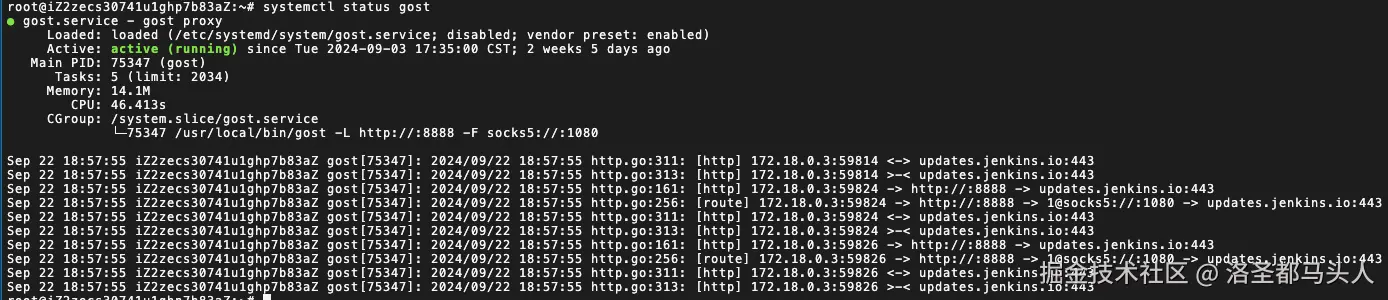 root@iZ2zecs30741u1ghp7b83aZ:~# systemctl status gost
● gost.service - gost proxy
Loaded: loaded (/etc/systemd/system/gost.service; disabled; vendor preset: enabled)
Active: active (running) since Tue 2024-09-03 17:35:00 CST; 2 weeks 5 days ago
Main PID: 75347 (gost)
Tasks: 5 (limit: 2034)
Memory: 14.1M
CPU: 46.413s
CGroup: /system.slice/gost.service
└─75347 /usr/local/bin/gost -L http://:8888 -F socks5://:1080
Sep 22 18:57:55 iZ2zecs30741u1ghp7b83aZ gost[75347]: 2024/09/22 18:57:55 http.go:311: [http] 172.18.0.3:59814 <-> updates.jenkins.io:443
Sep 22 18:57:55 iZ2zecs30741u1ghp7b83aZ gost[75347]: 2024/09/22 18:57:55 http.go:313: [http] 172.18.0.3:59814 >-< updates.jenkins.io:443
Sep 22 18:57:55 iZ2zecs30741u1ghp7b83aZ gost[75347]: 2024/09/22 18:57:55 http.go:161: [http] 172.18.0.3:59824 -> http://:8888 -> updates.jenkins.io:443
Sep 22 18:57:55 iZ2zecs30741u1ghp7b83aZ gost[75347]: 2024/09/22 18:57:55 http.go:256: [route] 172.18.0.3:59824 -> http://:8888 -> 1@socks5://:1080 -> updates.jenkins.io:443
Sep 22 18:57:55 iZ2zecs30741u1ghp7b83aZ gost[75347]: 2024/09/22 18:57:55 http.go:311: [http] 172.18.0.3:59824 <-> updates.jenkins.io:443
Sep 22 18:57:55 iZ2zecs30741u1ghp7b83aZ gost[75347]: 2024/09/22 18:57:55 http.go:313: [http] 172.18.0.3:59824 >-< updates.jenkins.io:443
Sep 22 18:57:55 iZ2zecs30741u1ghp7b83aZ gost[75347]: 2024/09/22 18:57:55 http.go:161: [http] 172.18.0.3:59826 -> http://:8888 -> updates.jenkins.io:443
Sep 22 18:57:55 iZ2zecs30741u1ghp7b83aZ gost[75347]: 2024/09/22 18:57:55 http.go:256: [route] 172.18.0.3:59826 -> http://:8888 -> 1@socks5://:1080 -> updates.jenkins.io:443
Sep 22 18:57:55 iZ2zecs30741u1ghp7b83aZ gost[75347]: 2024/09/22 18:57:55 http.go:311: [http] 172.18.0.3:59826 <-> updates.jenkins.io:443
Sep 22 18:57:55 iZ2zecs30741u1ghp7b83aZ gost[75347]: 2024/09/22 18:57:55 http.go:313: [http] 172.18.0.3:59826 >-< updates.jenkins.io:443
掘金技术社区 @ 洛圣都马头人
root@iZ2zecs30741u1ghp7b83aZ:~#